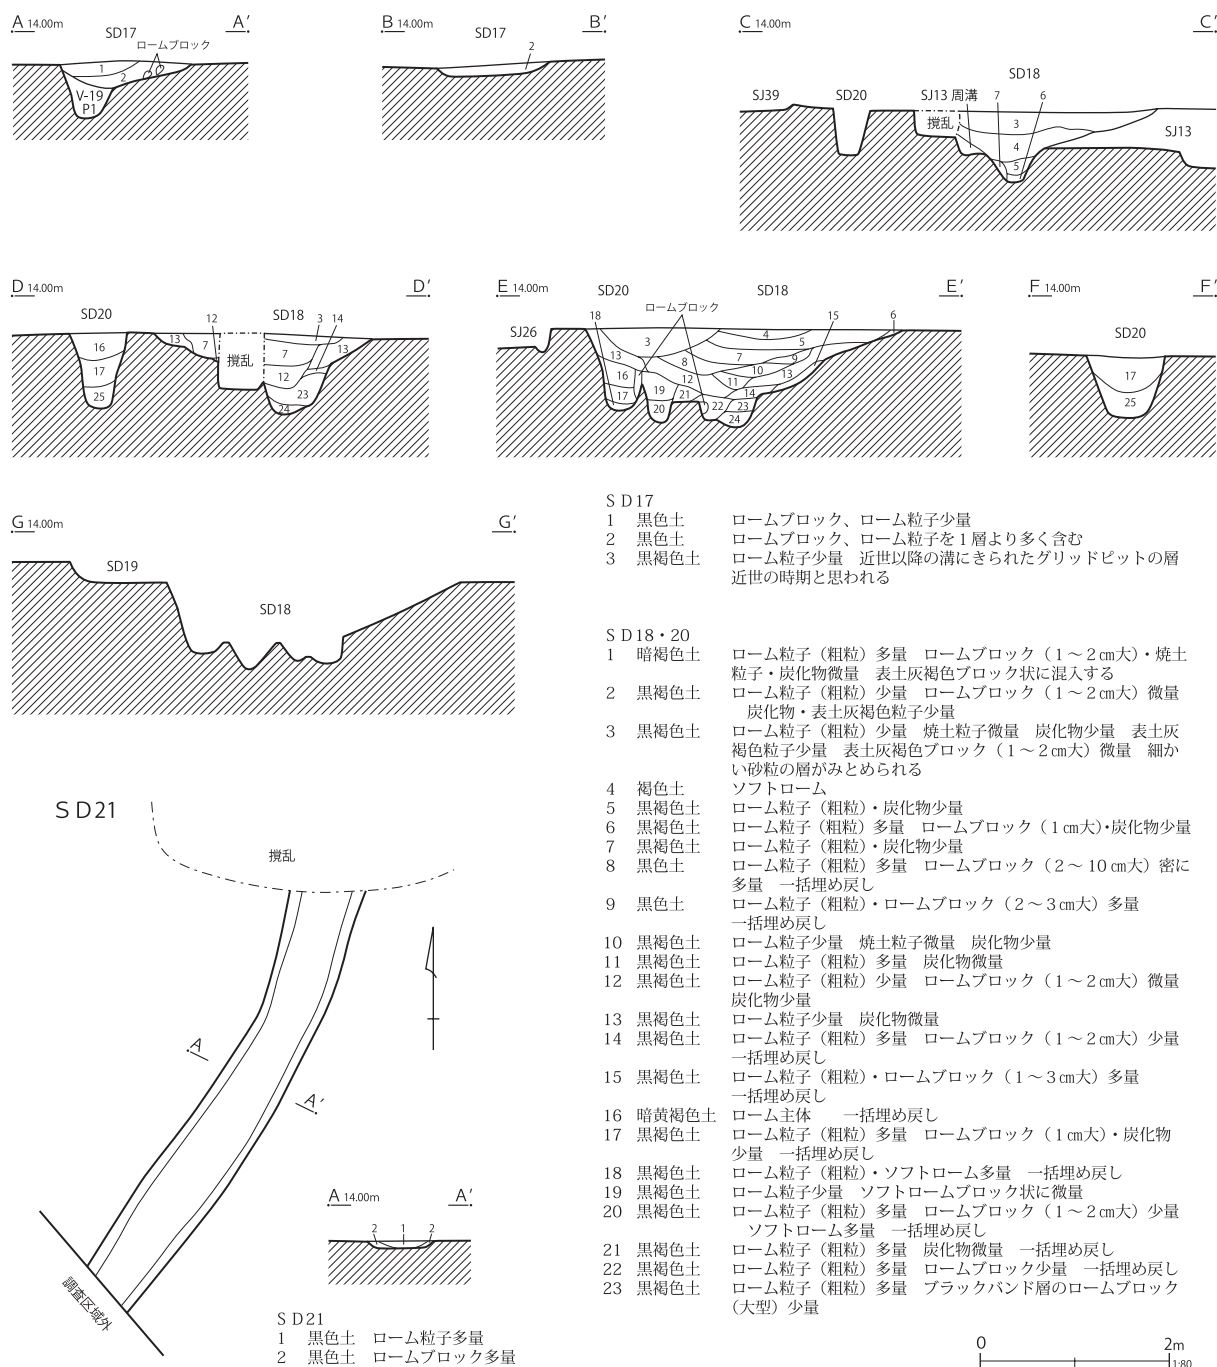 A 14.00m A'
SD17
ロームブロック
1
2
V-19
P1
B 14.00m B'
SD17
2
C 14.00m C'
SD18
SJ39 SD20 SJ13 周溝 7 6
撹乱
3
SJ13
4
5
D 14.00m D'
SD20 12 SD18 3 14
13 7 撹乱 13
16
7
17
12
25
23
24
E 14.00m E'
SD20 ロームブロック SD18
SJ26 18 15 6
4
3 5
13 8 7 9
10
16 12 11 13
17 19 21 14
20 22 23
24
F 14.00m F'
SD20
17
25
G 14.00m G'
SD19
SD18
ＳＤ17
1 黒色土 ロームブロック、ローム粒子少量
2 黒色土 ロームブロック、ローム粒子を１層より多く含む
3 黒褐色土 ローム粒子少量　近世以降の溝にきられたグリッドピットの層
近世の時期と思われる
ＳＤ18・20
1 暗褐色土 ローム粒子（粗粒）多量　ロームブロック（１～２㎝大）・焼土
粒子・炭化物微量　表土灰褐色ブロック状に混入する
2 黒褐色土 ローム粒子（粗粒）少量　ロームブロック（１～２㎝大）微量
炭化物・表土灰褐色粒子少量
3 黒褐色土 ローム粒子（粗粒）少量　焼土粒子微量　炭化物少量　表土灰
褐色粒子少量　表土灰褐色ブロック（１～２㎝大）微量　細か
い砂粒の層がみとめられる
4 褐色土 ソフトローム
5 黒褐色土 ローム粒子（粗粒）・炭化物少量
6 黒褐色土 ローム粒子（粗粒）多量　ロームブロック（１㎝大）・炭化物少量
7 黒褐色土 ローム粒子（粗粒）・炭化物少量
8 黒色土 ローム粒子（粗粒）多量　ロームブロック（２～10㎝大）密に
多量　一括埋め戻し
9 黒色土 ローム粒子（粗粒）・ロームブロック（２～３㎝大）多量
一括埋め戻し
10 黒褐色土 ローム粒子少量　焼土粒子微量　炭化物少量
11 黒褐色土 ローム粒子（粗粒）多量　炭化物微量
12 黒褐色土 ローム粒子（粗粒）少量　ロームブロック（１～２㎝大）微量
炭化物少量
13 黒褐色土 ローム粒子少量　炭化物微量
14 黒褐色土 ローム粒子（粗粒）多量　ロームブロック（１～２㎝大）少量
一括埋め戻し
15 黒褐色土 ローム粒子（粗粒）・ロームブロック（１～３㎝大）多量
一括埋め戻し
16 暗黄褐色土 ローム主体　　一括埋め戻し
17 黒褐色土 ローム粒子（粗粒）多量　ロームブロック（１㎝大）・炭化物
少量　一括埋め戻し
18 黒褐色土 ローム粒子（粗粒）・ソフトローム多量　一括埋め戻し
19 黒褐色土 ローム粒子少量　ソフトロームブロック状に微量
20 黒褐色土 ローム粒子（粗粒）多量　ロームブロック（１～２㎝大）少量
ソフトローム多量　一括埋め戻し
21 黒褐色土 ローム粒子（粗粒）多量　炭化物微量　一括埋め戻し
22 黒褐色土 ローム粒子（粗粒）多量　ロームブロック少量　一括埋め戻し
23 黒褐色土 ローム粒子（粗粒）多量　ブラックバンド層のロームブロック
（大型）少量
ＳＤ21
撹乱
A
A'
調査区域外
A 14.00m A'
2 1 2
ＳＤ21
1 黒色土 ローム粒子多量
2 黒色土 ロームブロック多量
0 2m
1:80